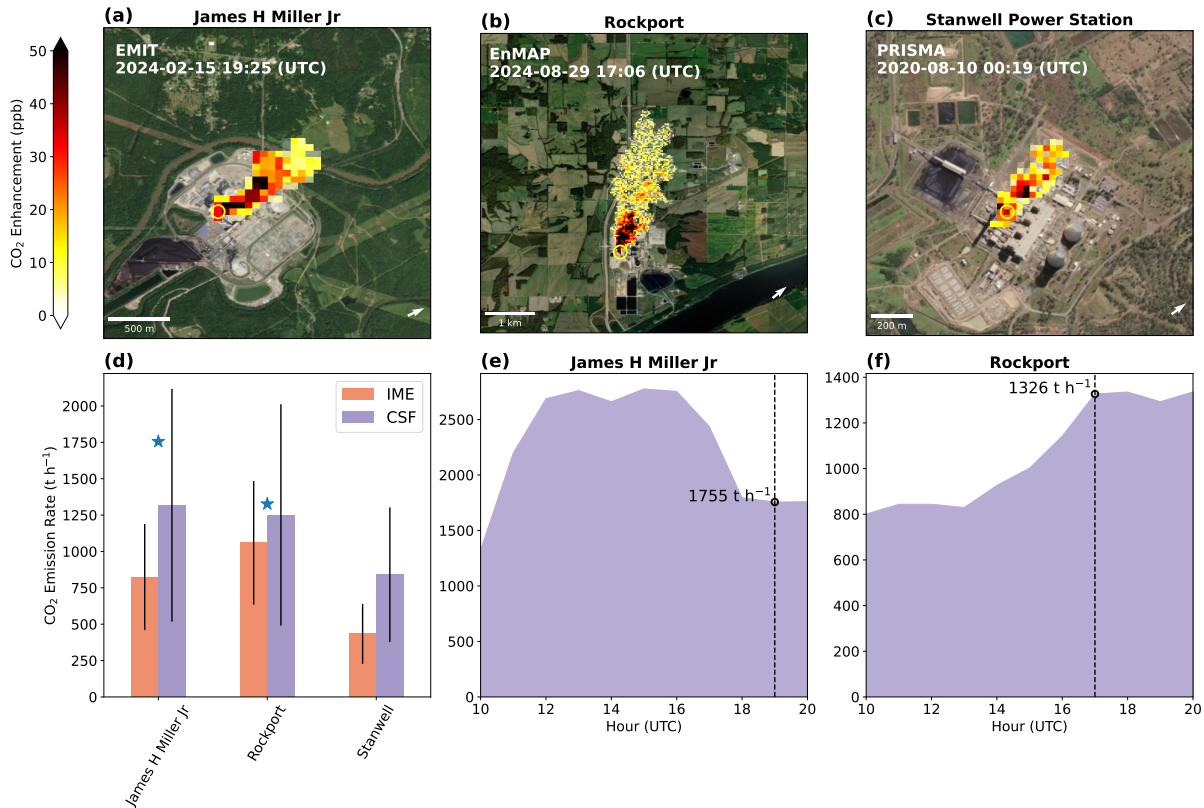 (a)
James H Miller Jr
EMIT
2024-02-15 19:25 (UTC)
500 m
(b)
Rockport
EnMAP
2024-08-29 17:06 (UTC)
1 km
(c)
Stanwell Power Station
PRISMA
2020-08-10 00:19 (UTC)
200 m
CO₂ Enhancement (ppb)
50
40
30
20
10
0
(d)
IME
CSF
CO₂ Emission Rate (t h⁻¹)
2000
1750
1500
1250
1000
750
500
250
0
James H Miller Jr
Rockport
Stanwell
(e)
James H Miller Jr
1755 t h⁻¹
2500
2000
1500
1000
500
0
10 12 14 16 18 20
Hour (UTC)
(f)
Rockport
1326 t h⁻¹
1400
1200
1000
800
600
400
200
0
10 12 14 16 18 20
Hour (UTC)